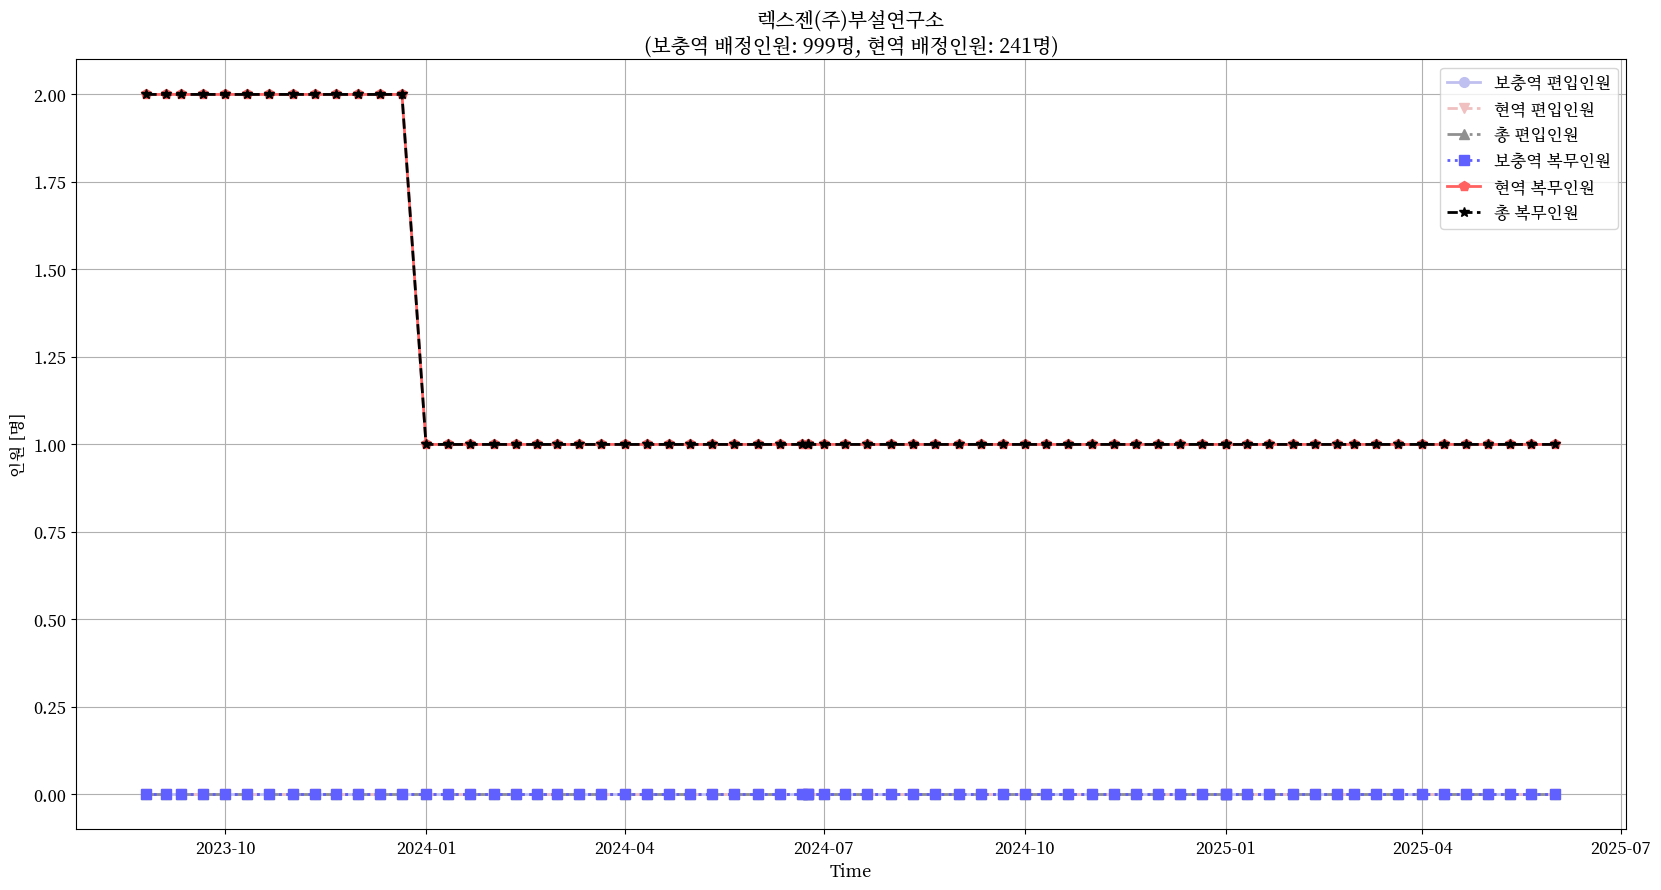 렉스젠(주)부설연구소
(보충역 배정인원: 999명, 현역 배정인원: 241명)
보충역 편입인원
현역 편입인원
총 편입인원
보충역 복무인원
현역 복무인원
총 복무인원
2.00
1.75
1.50
1.25
1.00
0.75
0.50
0.25
0.00
인원 [명]
2023-10
2024-01
2024-04
2024-07
2024-10
2025-01
2025-04
2025-07
Time